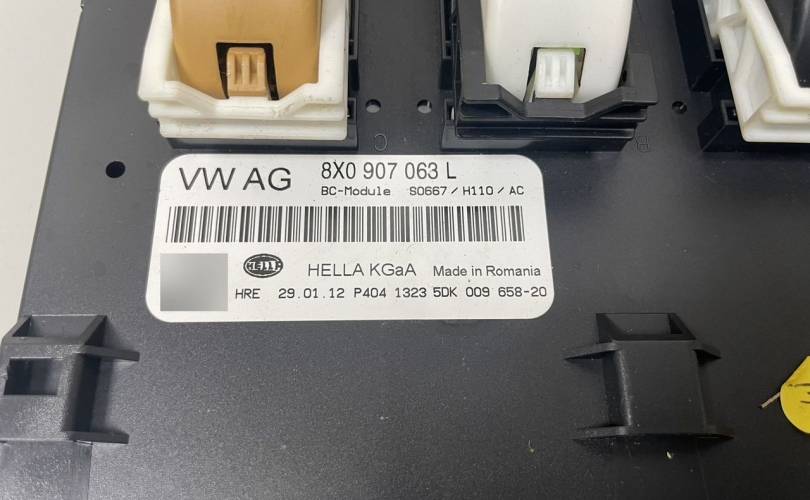 C
B
VW AG 8X0 907 063 L
BC-Module S0667 / H110 / AC
HELLA HELLA KGaA Made in Romania
HRE 29.01.12 P404 1323 5DK 009 658-20